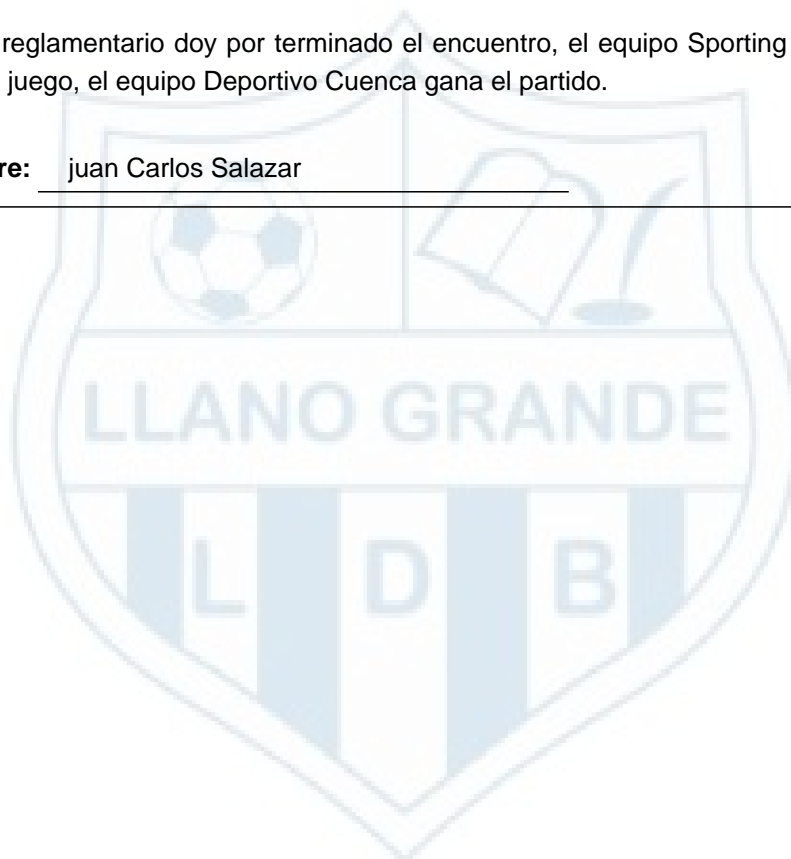 reglamentario doy por terminado el encuentro, el equipo Sporting
juego, el equipo Deportivo Cuenca gana el partido.
re: juan Carlos Salazar
LLANO GRANDE
L D B